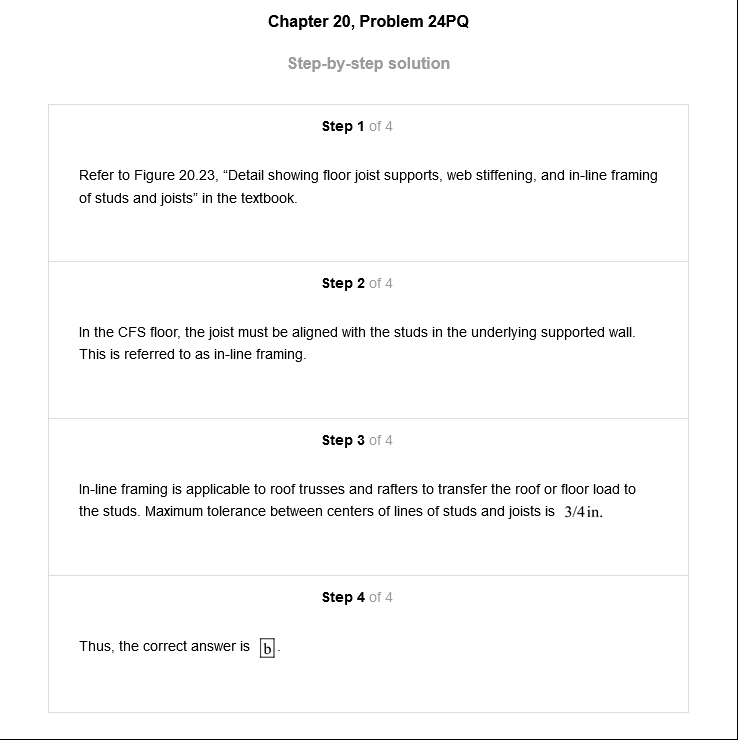 Chapter 20, Problem 24PQ
Step-by-step solution
Step 1 of 4
Refer to Figure 20.23, “Detail showing floor joist supports, web stiffening, and in-line framing
of studs and joists” in the textbook.
Step 2 of 4
In the CFS floor, the joist must be aligned with the studs in the underlying supported wall.
This is referred to as in-line framing.
Step 3 of 4
In-line framing is applicable to roof trusses and rafters to transfer the roof or floor load to
the studs. Maximum tolerance between centers of lines of studs and joists is 3/4in.
Step 4 of 4
Thus, the correct answer is b.